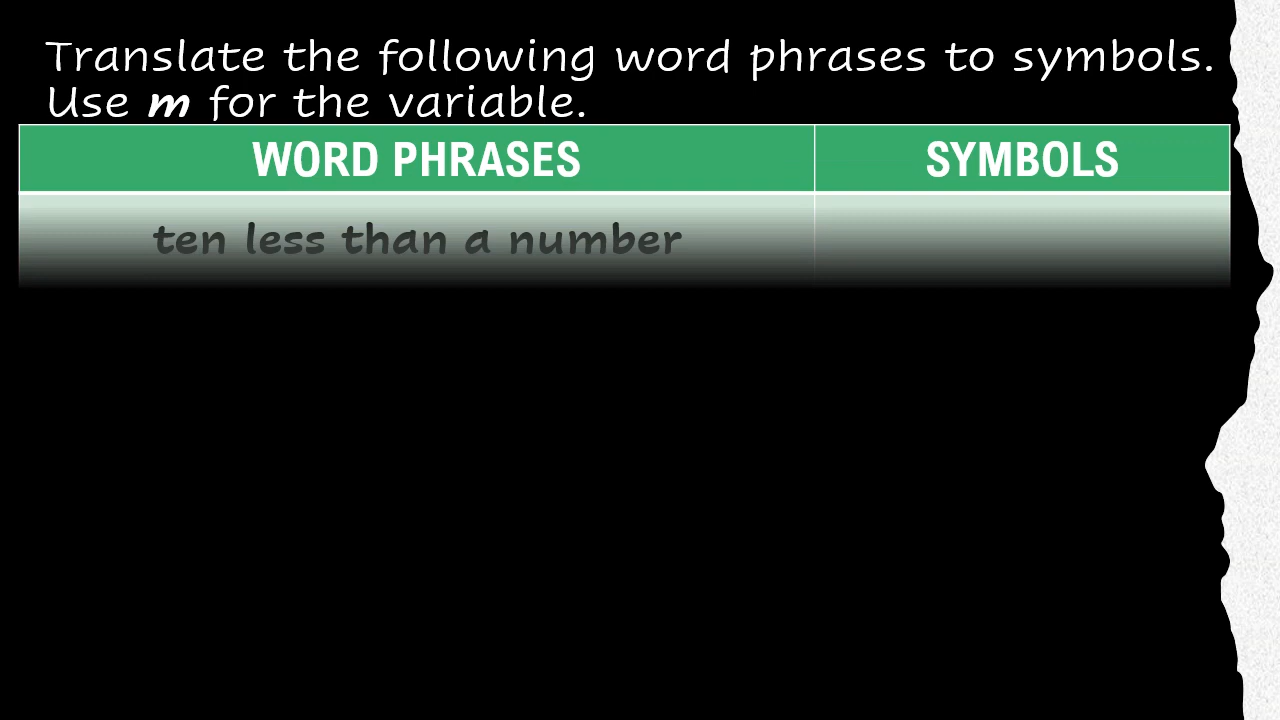 Translate the following word phrases to symbols.
Use m for the variable.
WORD PHRASES SYMBOLS
ten less than a number